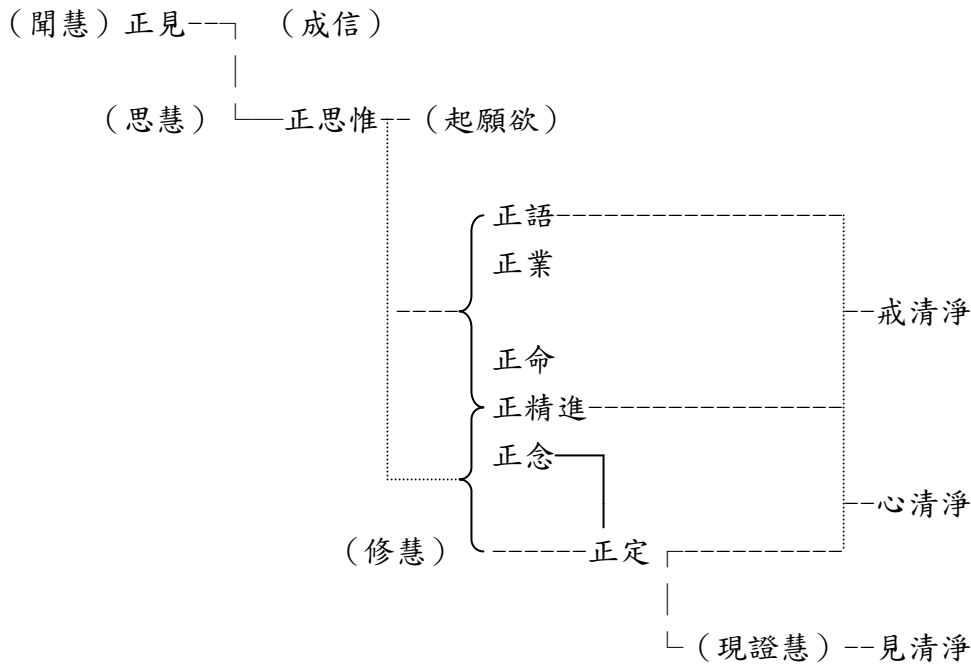 （聞慧）正見 （成信）
（思慧） 正思惟 （起願欲）
正語
正業
戒清淨
正命
正精進
正念
心清淨
（修慧） 正定
（現證慧） 見清淨